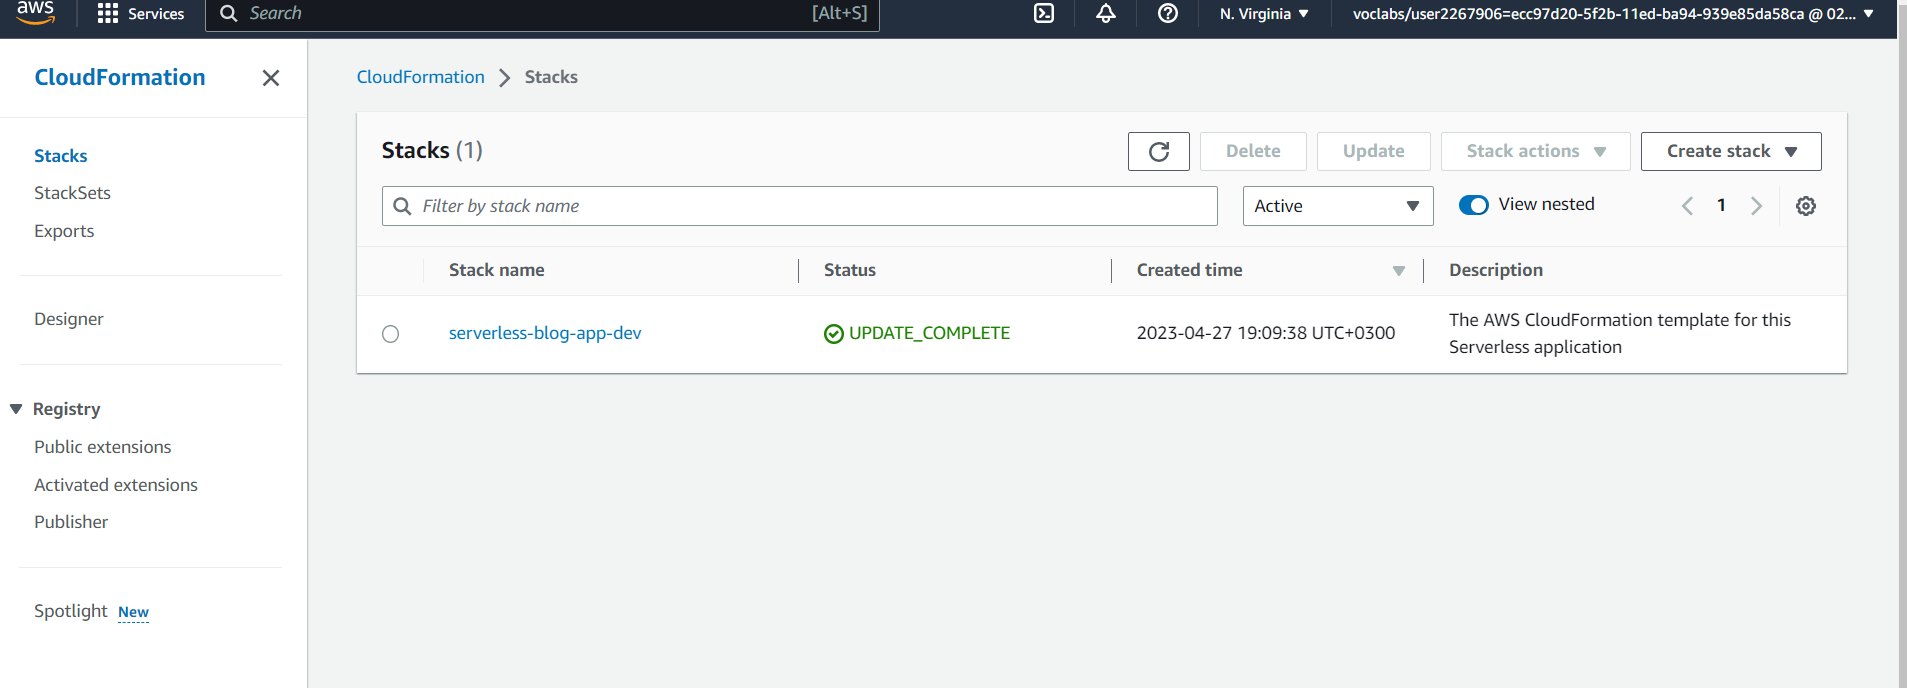 aws
Services
Search
[Alt+S]
N. Virginia
voclabs/user2267906=ecc97d20-5f2b-11ed-ba94-939e85da58ca @ 02...
CloudFormation
Stacks
StackSets
Exports
Designer
Registry
Public extensions
Activated extensions
Publisher
Spotlight New
CloudFormation Stacks
Stacks (1)
Delete
Update
Stack actions
Create stack
Filter by stack name
Active
View nested
1
Stack name
Status
Created time
Description
serverless-blog-app-dev
UPDATE_COMPLETE
2023-04-27 19:09:38 UTC+0300
The AWS CloudFormation template for this
Serverless application